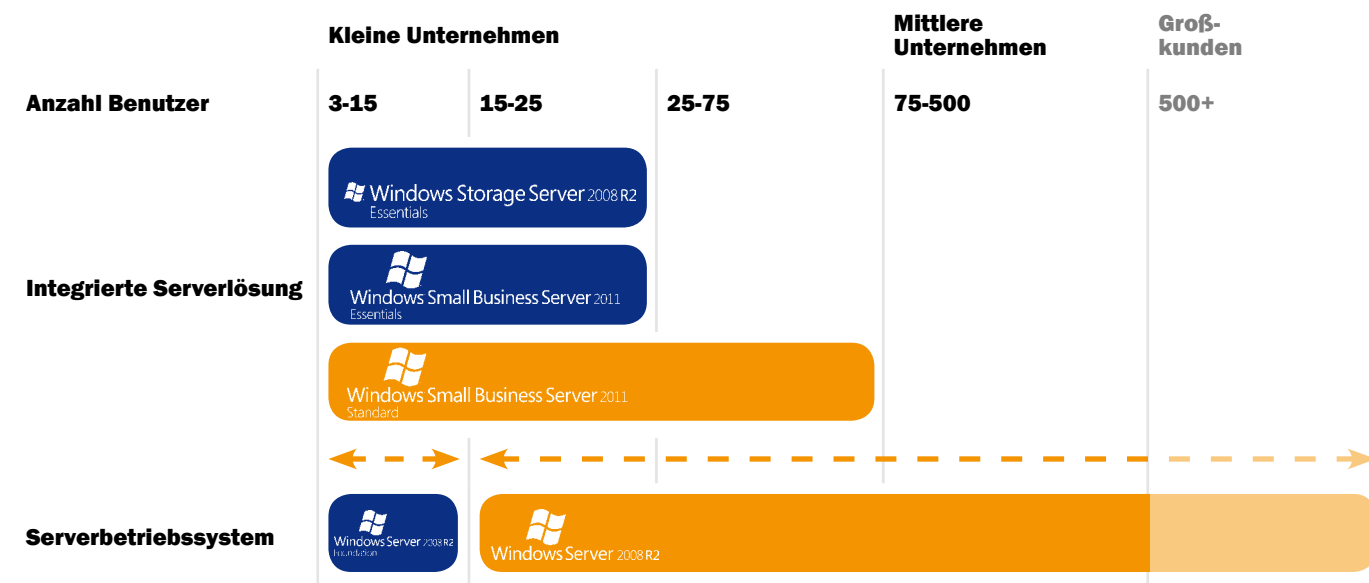 Kleine Unternehmen
Mittlere
Unternehmen
Groß-
kunden
Anzahl Benutzer
3-15
15-25
25-75
75-500
500+
Windows Storage Server 2008 R2
Essentials
Integrierte Serverlösung
Windows Small Business Server 2011
Essentials
Windows Small Business Server 2011
Standard
Serverbetriebssystem
Windows Server 2008 R2
Foundation
Windows Server 2008 R2